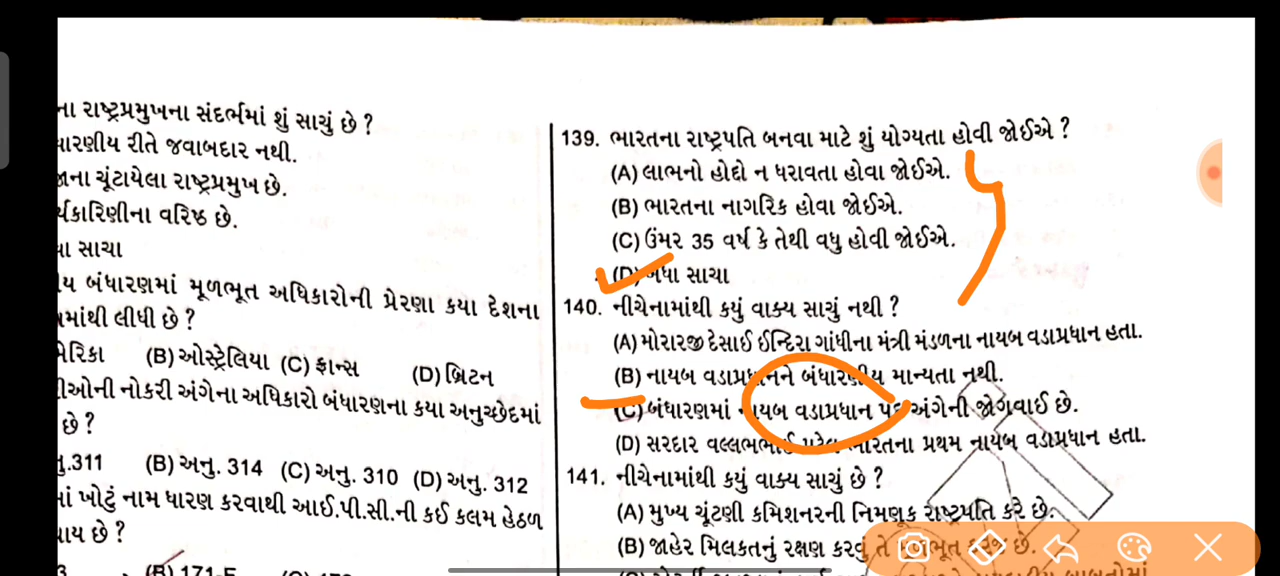 ના રાષ્ટ્રપ્રમુખના સંદર્ભમાં શું સાચું છે ?
ધારણીય રીતે જવાબદાર નથી.
જાના ચૂંટાયેલા રાષ્ટ્રપ્રમુખ છે.
ર્યકારિણીના વરિષ્ઠ છે.
ધા સાચા
ય બંધારણમાં મૂળભૂત અધિકારોની પ્રેરણા કયા દેશના
માંથી લીધી છે ?
મેરિકા (B) ઓસ્ટ્રેલિયા (C) ફ્રાન્સ (D) બ્રિટન
ીઓની નોકરી અંગેના અધિકારો બંધારણના કયા અનુચ્છેદમાં
છે ?
નુ.311 (B) અનુ. 314 (C) અનુ. 310 (D) અનુ. 312
માં ખોટું નામ ધારણ કરવાથી આઈ.પી.સી.ની કઈ કલમ હેઠળ
ાય છે ?
3 (B) 171-F
139. ભારતના રાષ્ટ્રપતિ બનવા માટે શું યોગ્યતા હોવી જોઈએ ?
(A) લાભનો હોદ્દો ન ધરાવતા હોવા જોઈએ.
(B) ભારતના નાગરિક હોવા જોઈએ.
(C) ઉંમર 35 વર્ષ કે તેથી વધુ હોવી જોઈએ.
(D) બધા સાચા
140. નીચેનામાંથી કયું વાક્ય સાચું નથી ?
(A) મોરારજી દેસાઈ ઈન્દિરા ગાંધીના મંત્રી મંડળના નાયબ વડાપ્રધાન હતા.
(B) નાયબ વડાપ્રધાનને બંધારણીય માન્યતા નથી.
(C) બંધારણમાં નાયબ વડાપ્રધાન પદ અંગેની જોગવાઈ છે.
(D) સરદાર વલ્લભભાઈ પટેલ ભારતના પ્રથમ નાયબ વડાપ્રધાન હતા.
141. નીચેનામાંથી કયું વાક્ય સાચું છે ?
(A) મુખ્ય ચૂંટણી કમિશનરની નિમણૂક રાષ્ટ્રપતિ કરે છે.
(B) જાહેર મિલકતનું રક્ષણ કરવું તે મૂળભૂત ફરજ છે.